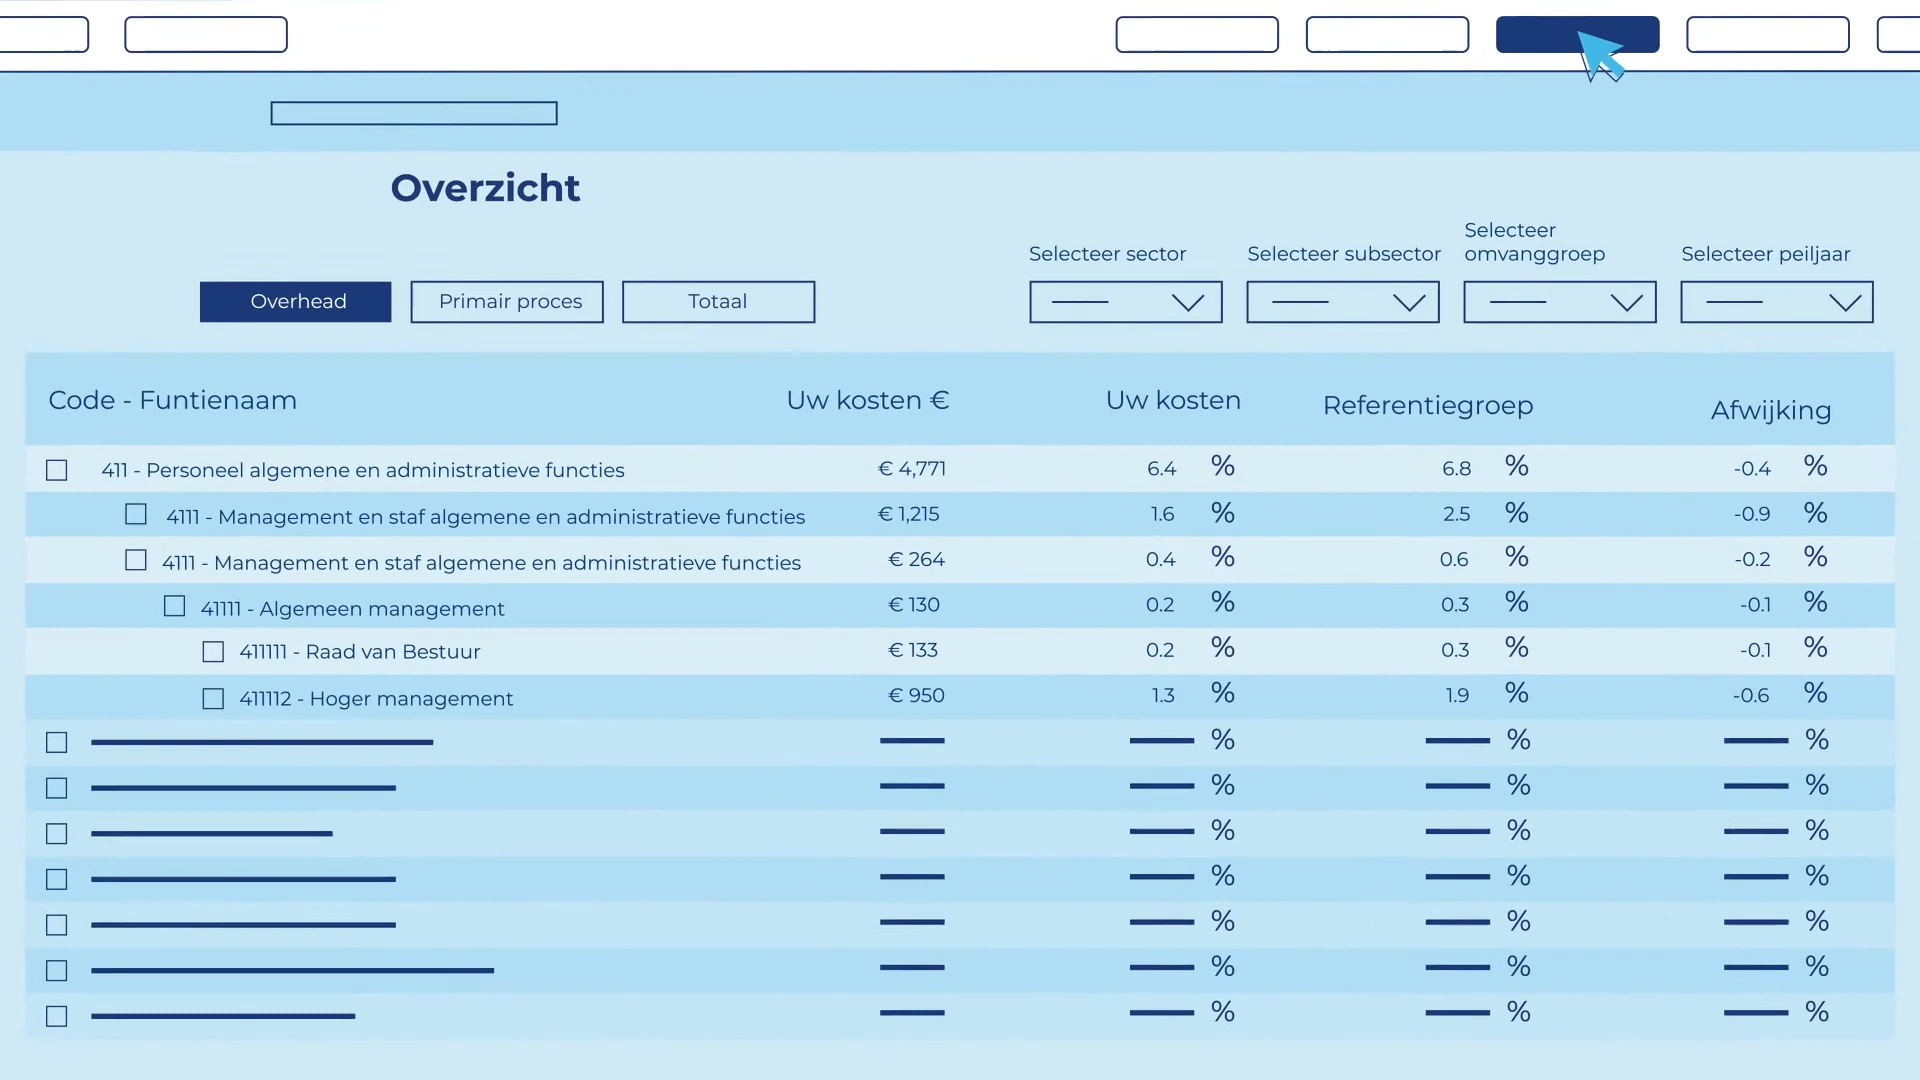 Overzicht
Selecteer sector
Selecteer subsector
Selecteer
omvanggroep
Selecteer peiljaar
Overhead
Primair proces
Totaal
Code - Funtienaam Uw kosten € Uw kosten Referentiegroep Afwijking
411 - Personeel algemene en administratieve functies € 4,771 6.4 % 6.8 % -0.4 %
4111 - Management en staf algemene en administratieve functies € 1,215 1.6 % 2.5 % -0.9 %
4111 - Management en staf algemene en administratieve functies € 264 0.4 % 0.6 % -0.2 %
41111 - Algemeen management € 130 0.2 % 0.3 % -0.1 %
411111 - Raad van Bestuur € 133 0.2 % 0.3 % -0.1 %
411112 - Hoger management € 950 1.3 % 1.9 % -0.6 %
% % %
% % %
% % %
% % %
% % %
% % %
% % %